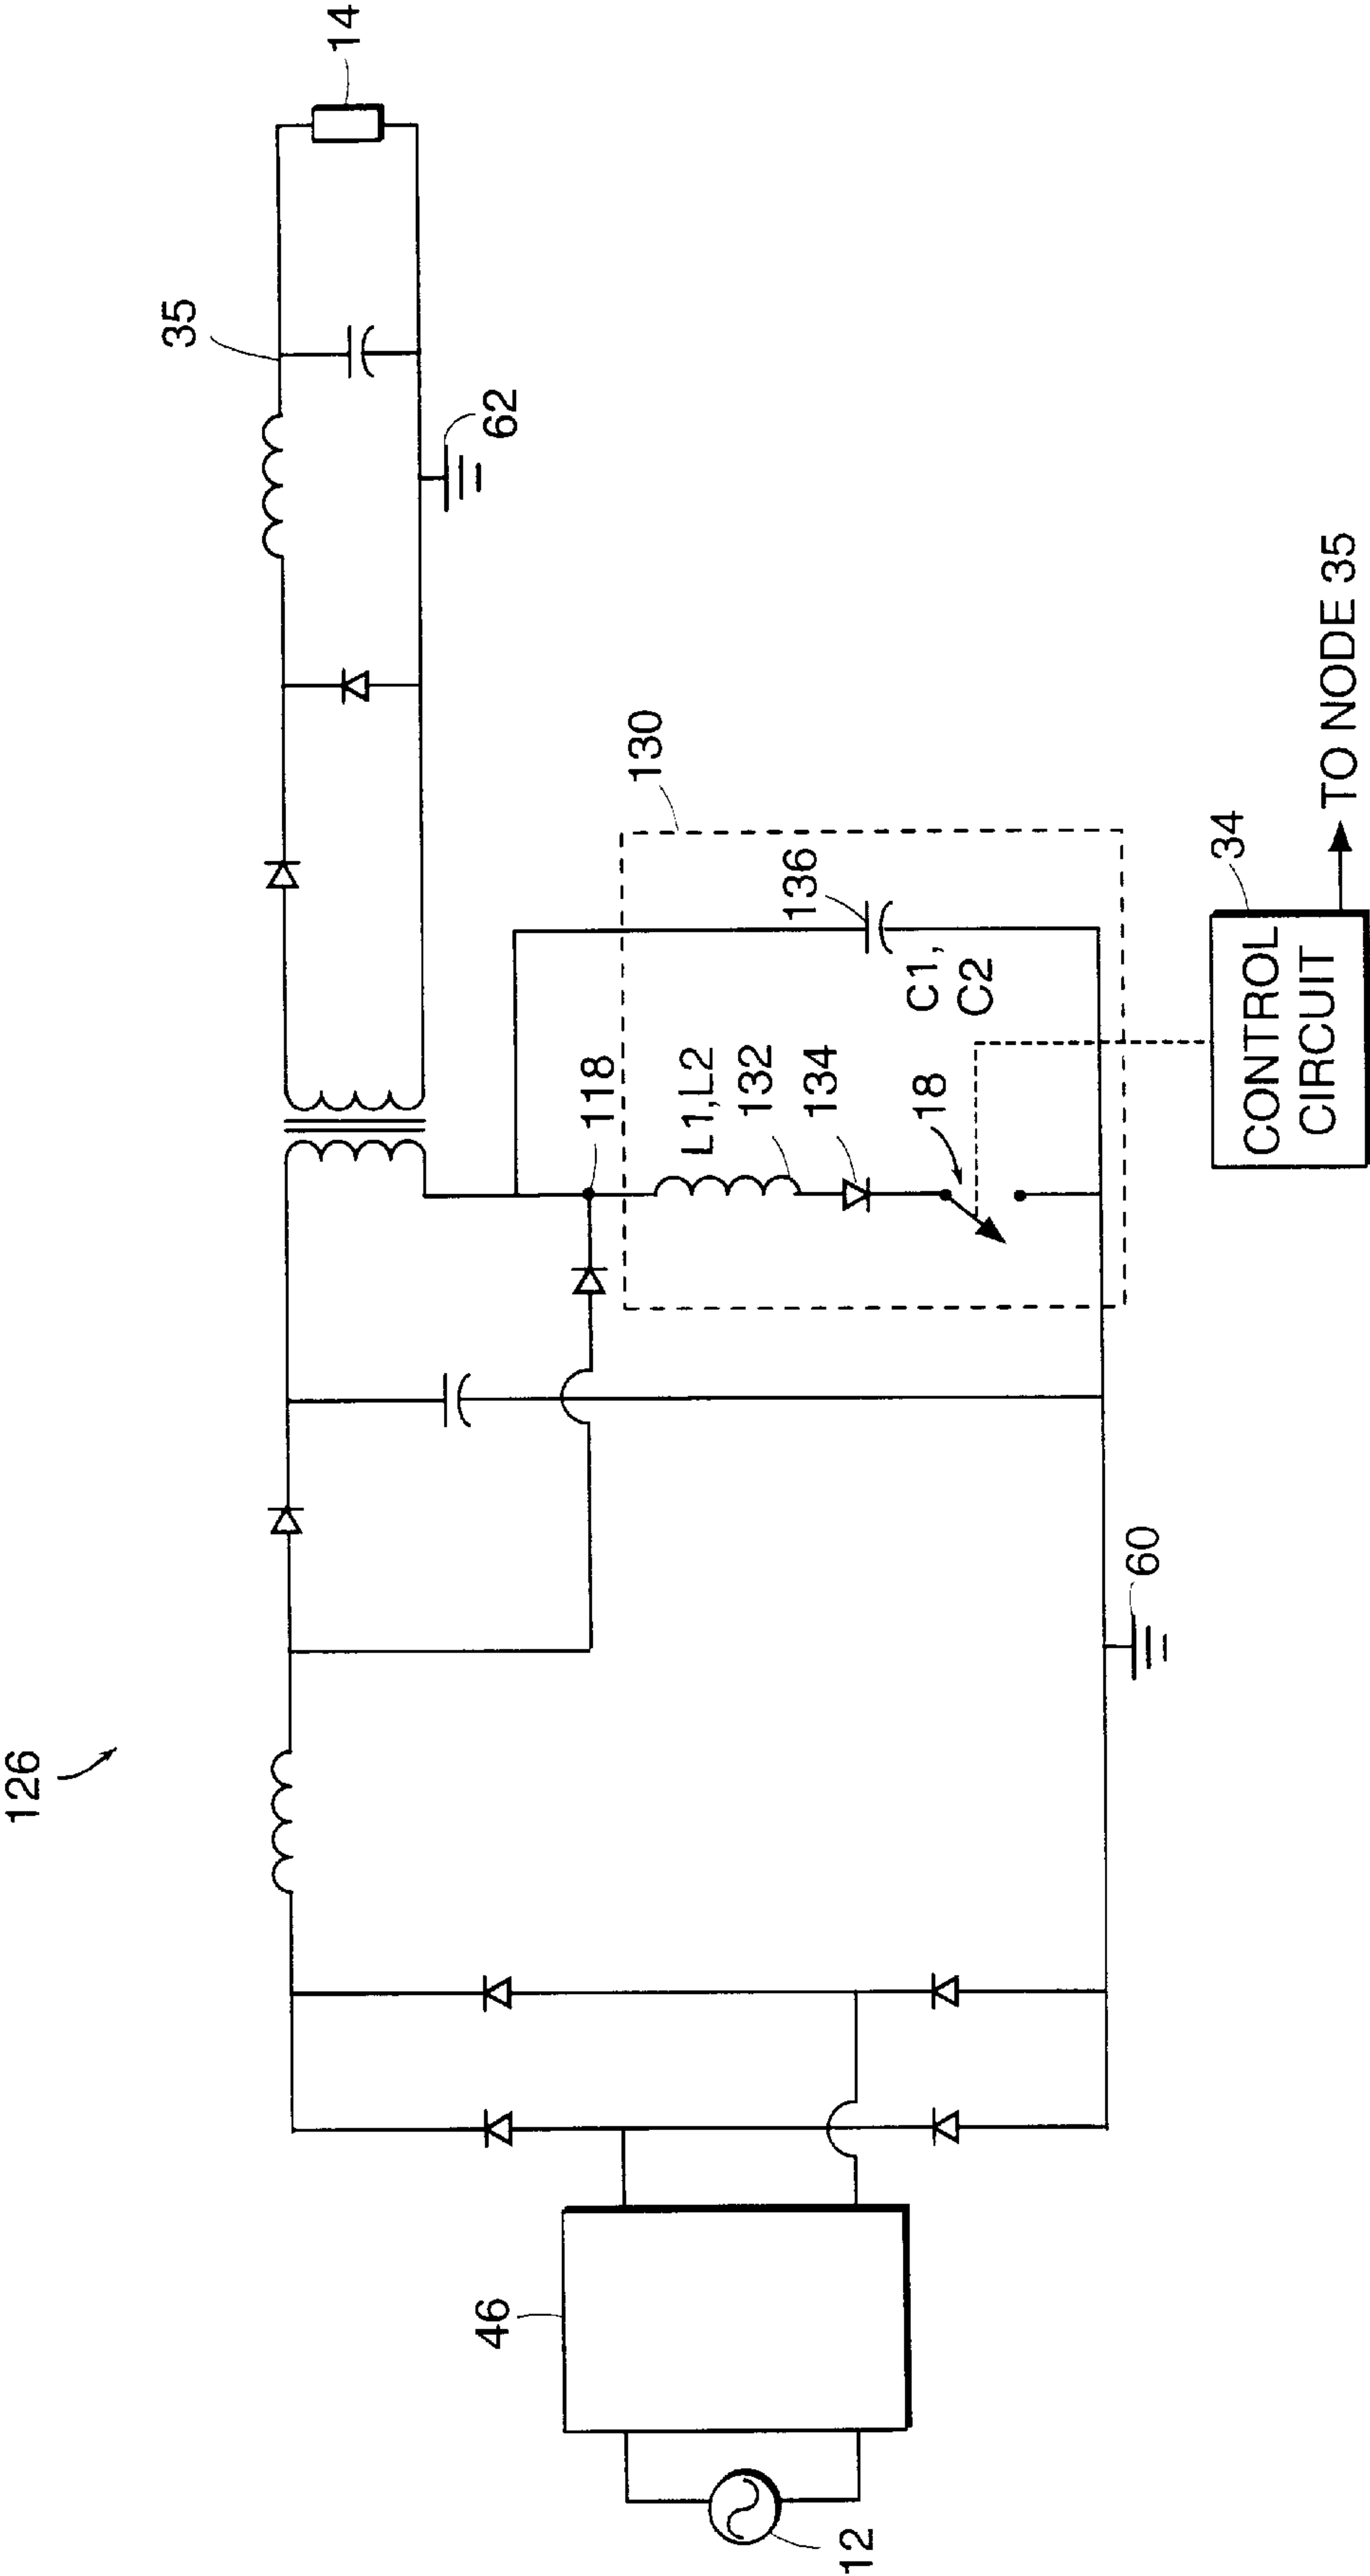 126
12
46
60
118
L1,L2
132
134
18
136
C1,
C2
130
35
62
14
34
CONTROL
CIRCUIT
TO NODE 35